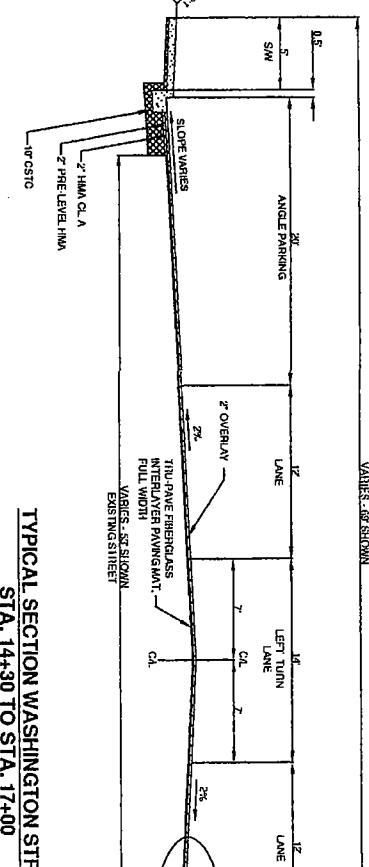 VARIES - 69' SHOWN
0.5'
5'
S/W
20'
ANGLE PARKING
12'
LANE
14'
LEFT TURN
LANE
12'
LANE
7'
C/L
7'
SLOPE VARIES
2%
2" OVERLAY
C/L
2%
TRU-PAVE FIBERGLASS
INTERLAYER PAVING MAT,
FULL WIDTH
2" HMA CL A
2" PRE-LEVEL HMA
10" CSTC
VARIES - 53' SHOWN
EXISTING STREET
TYPICAL SECTION WASHINGTON
STA. 14+30 TO STA. 17+00